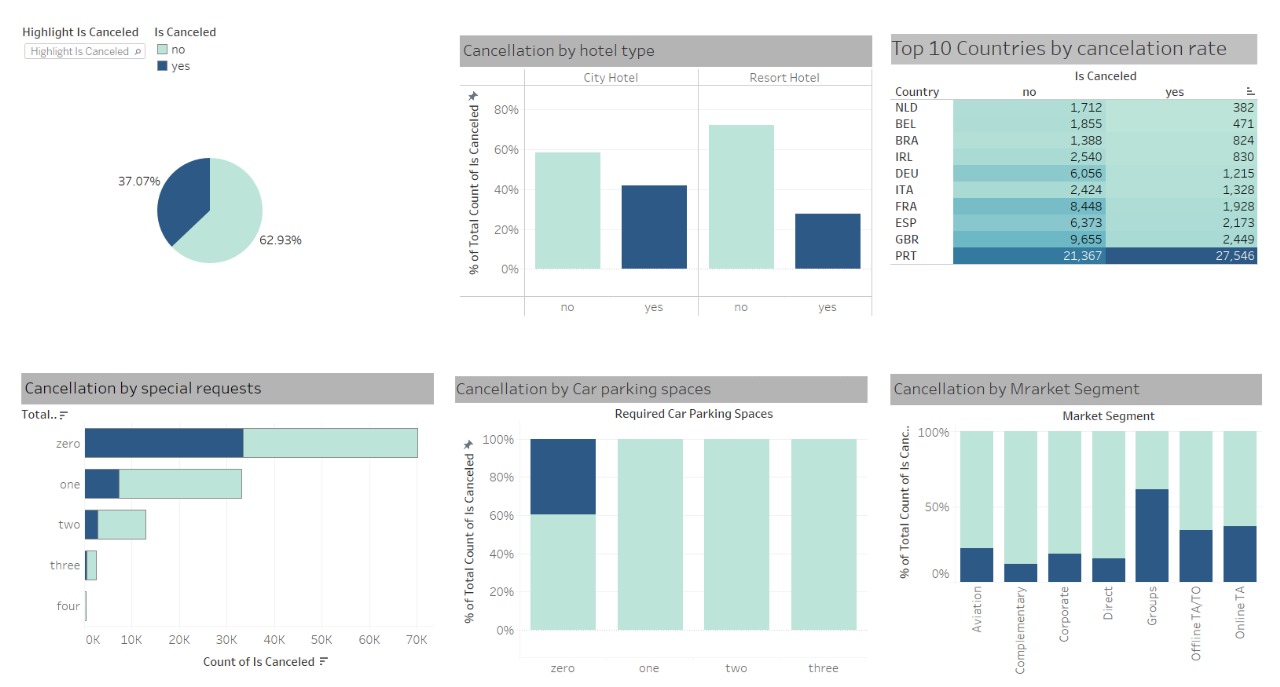 Highlight Is Canceled
Is Canceled
Highlight Is Canceled
no
yes
37.07%
62.93%
Cancellation by hotel type
City Hotel
Resort Hotel
% of Total Count of Is Canceled
80%
60%
40%
20%
0%
no
yes
no
yes
Top 10 Countries by cancelation rate
Is Canceled
Country no yes
NLD 1,712 382
BEL 1,855 471
BRA 1,388 824
IRL 2,540 830
DEU 6,056 1,215
ITA 2,424 1,328
FRA 8,448 1,928
ESP 6,373 2,173
GBR 9,655 2,449
PRT 21,367 27,546
Cancellation by special requests
Total..
zero
one
two
three
four
0K 10K 20K 30K 40K 50K 60K 70K
Count of Is Canceled
Cancellation by Car parking spaces
Required Car Parking Spaces
% of Total Count of Is Canceled
100%
80%
60%
40%
20%
0%
zero one two three
Cancellation by Mrarket Segment
Market Segment
% of Total Count of Is Canc..
100%
50%
0%
Aviation
Complementary
Corporate
Direct
Groups
Offline TA/TO
Online TA